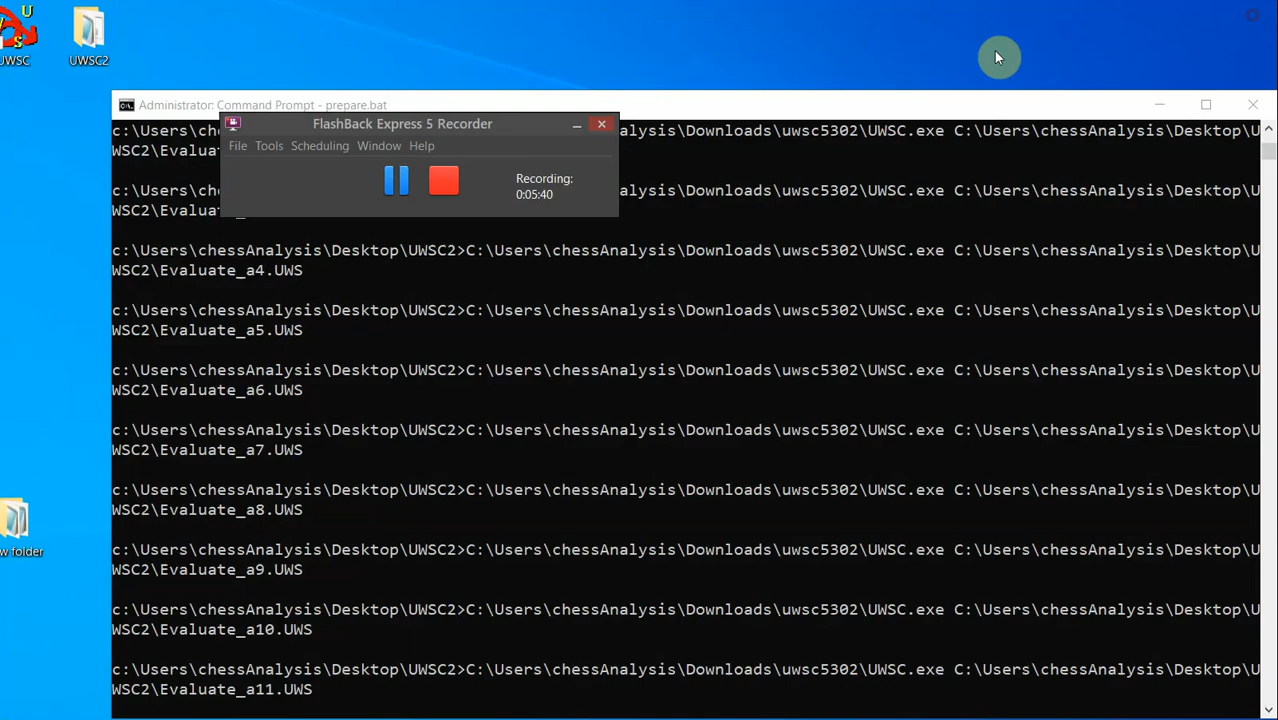 U
S
UWSC
UWSC2
Administrator: Command Prompt - prepare.bat
FlashBack Express 5 Recorder
File Tools Scheduling Window Help
Recording:
0:05:40
c:\Users\che
Analysis\Downloads\uwsc5302\UWSC.exe C:\Users\chessAnalysis\Desktop\U
WSC2\Evaluat
Analysis\Downloads\uwsc5302\UWSC.exe C:\Users\chessAnalysis\Desktop\U
c:\Users\che
WSC2\Evaluat
c:\Users\chessAnalysis\Desktop\UWSC2>C:\Users\chessAnalysis\Downloads\uwsc5302\UWSC.exe C:\Users\chessAnalysis\Desktop\U
WSC2\Evaluate_a4.UWS
c:\Users\chessAnalysis\Desktop\UWSC2>C:\Users\chessAnalysis\Downloads\uwsc5302\UWSC.exe C:\Users\chessAnalysis\Desktop\U
WSC2\Evaluate_a5.UWS
c:\Users\chessAnalysis\Desktop\UWSC2>C:\Users\chessAnalysis\Downloads\uwsc5302\UWSC.exe C:\Users\chessAnalysis\Desktop\U
WSC2\Evaluate_a6.UWS
c:\Users\chessAnalysis\Desktop\UWSC2>C:\Users\chessAnalysis\Downloads\uwsc5302\UWSC.exe C:\Users\chessAnalysis\Desktop\U
WSC2\Evaluate_a7.UWS
c:\Users\chessAnalysis\Desktop\UWSC2>C:\Users\chessAnalysis\Downloads\uwsc5302\UWSC.exe C:\Users\chessAnalysis\Desktop\U
WSC2\Evaluate_a8.UWS
c:\Users\chessAnalysis\Desktop\UWSC2>C:\Users\chessAnalysis\Downloads\uwsc5302\UWSC.exe C:\Users\chessAnalysis\Desktop\U
WSC2\Evaluate_a9.UWS
c:\Users\chessAnalysis\Desktop\UWSC2>C:\Users\chessAnalysis\Downloads\uwsc5302\UWSC.exe C:\Users\chessAnalysis\Desktop\U
WSC2\Evaluate_a10.UWS
c:\Users\chessAnalysis\Desktop\UWSC2>C:\Users\chessAnalysis\Downloads\uwsc5302\UWSC.exe C:\Users\chessAnalysis\Desktop\U
WSC2\Evaluate_a11.UWS
w folder